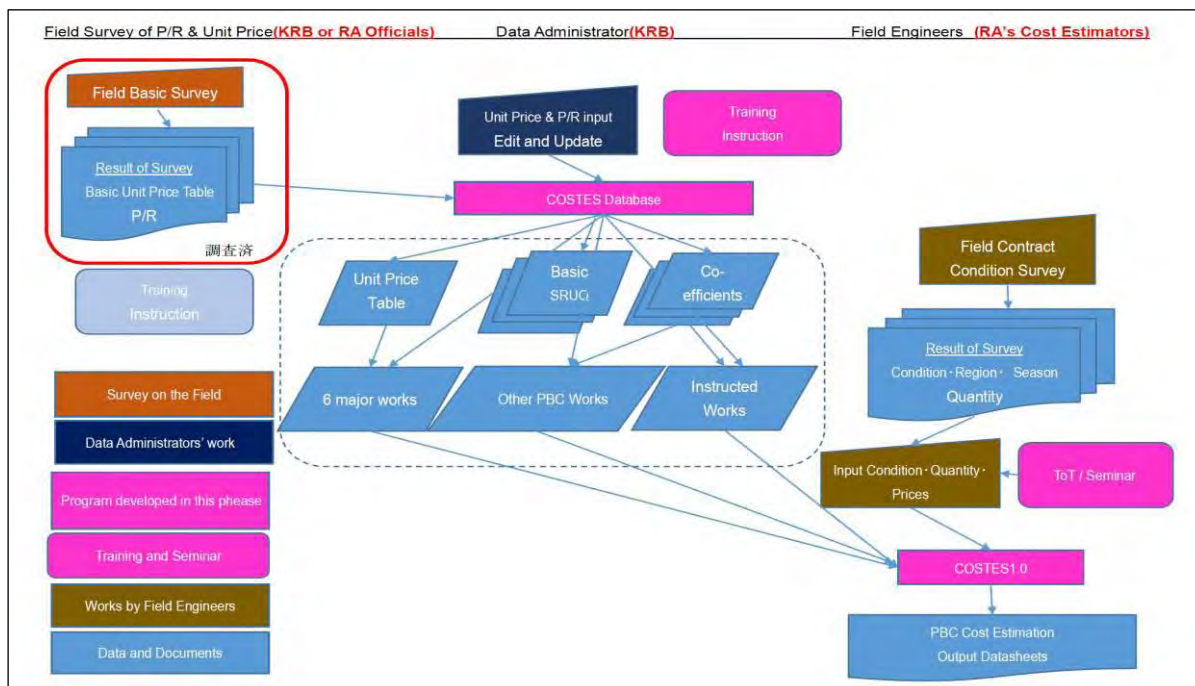 Field Survey of P/R & Unit Price(KRB or RA Officials)
Data Administrator(KRB)
Field Engineers (RA's Cost Estimators)
Field Basic Survey
Result of Survey
Basic Unit Price Table
P/R
調査済
Training
Instruction
Unit Price & P/R input
Edit and Update
Training
Instruction
COSTES Database
Unit Price
Table
Basic
SRUQ
Co-
efficients
6 major works
Other PBC Works
Instructed
Works
Field Contract
Condition Survey
Result of Survey
Condition・Region・ Season
Quantity
Input Condition・Quantity・
Prices
ToT / Seminar
COSTES1.0
PBC Cost Estimation
Output Datasheets
Survey on the Field
Data Administrators' work
Program developed in this phease
Training and Seminar
Works by Field Engineers
Data and Documents